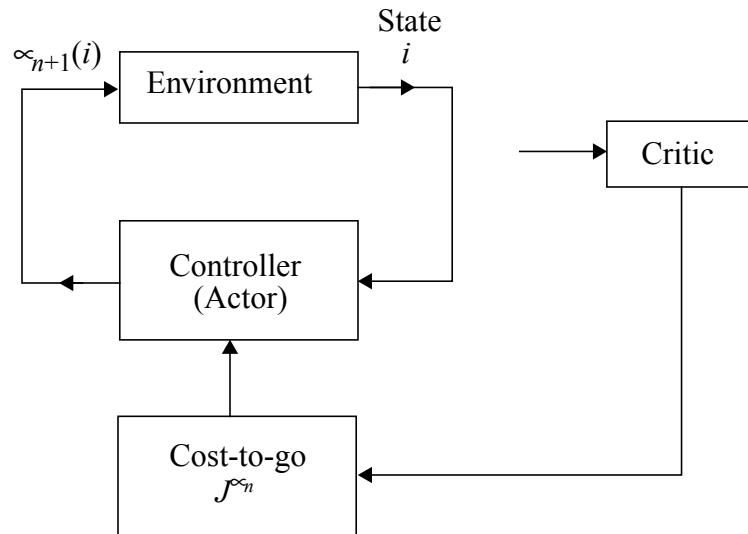 State
i
∝n+1(i)
Environment
Critic
Controller
(Actor)
Cost-to-go
J∝n